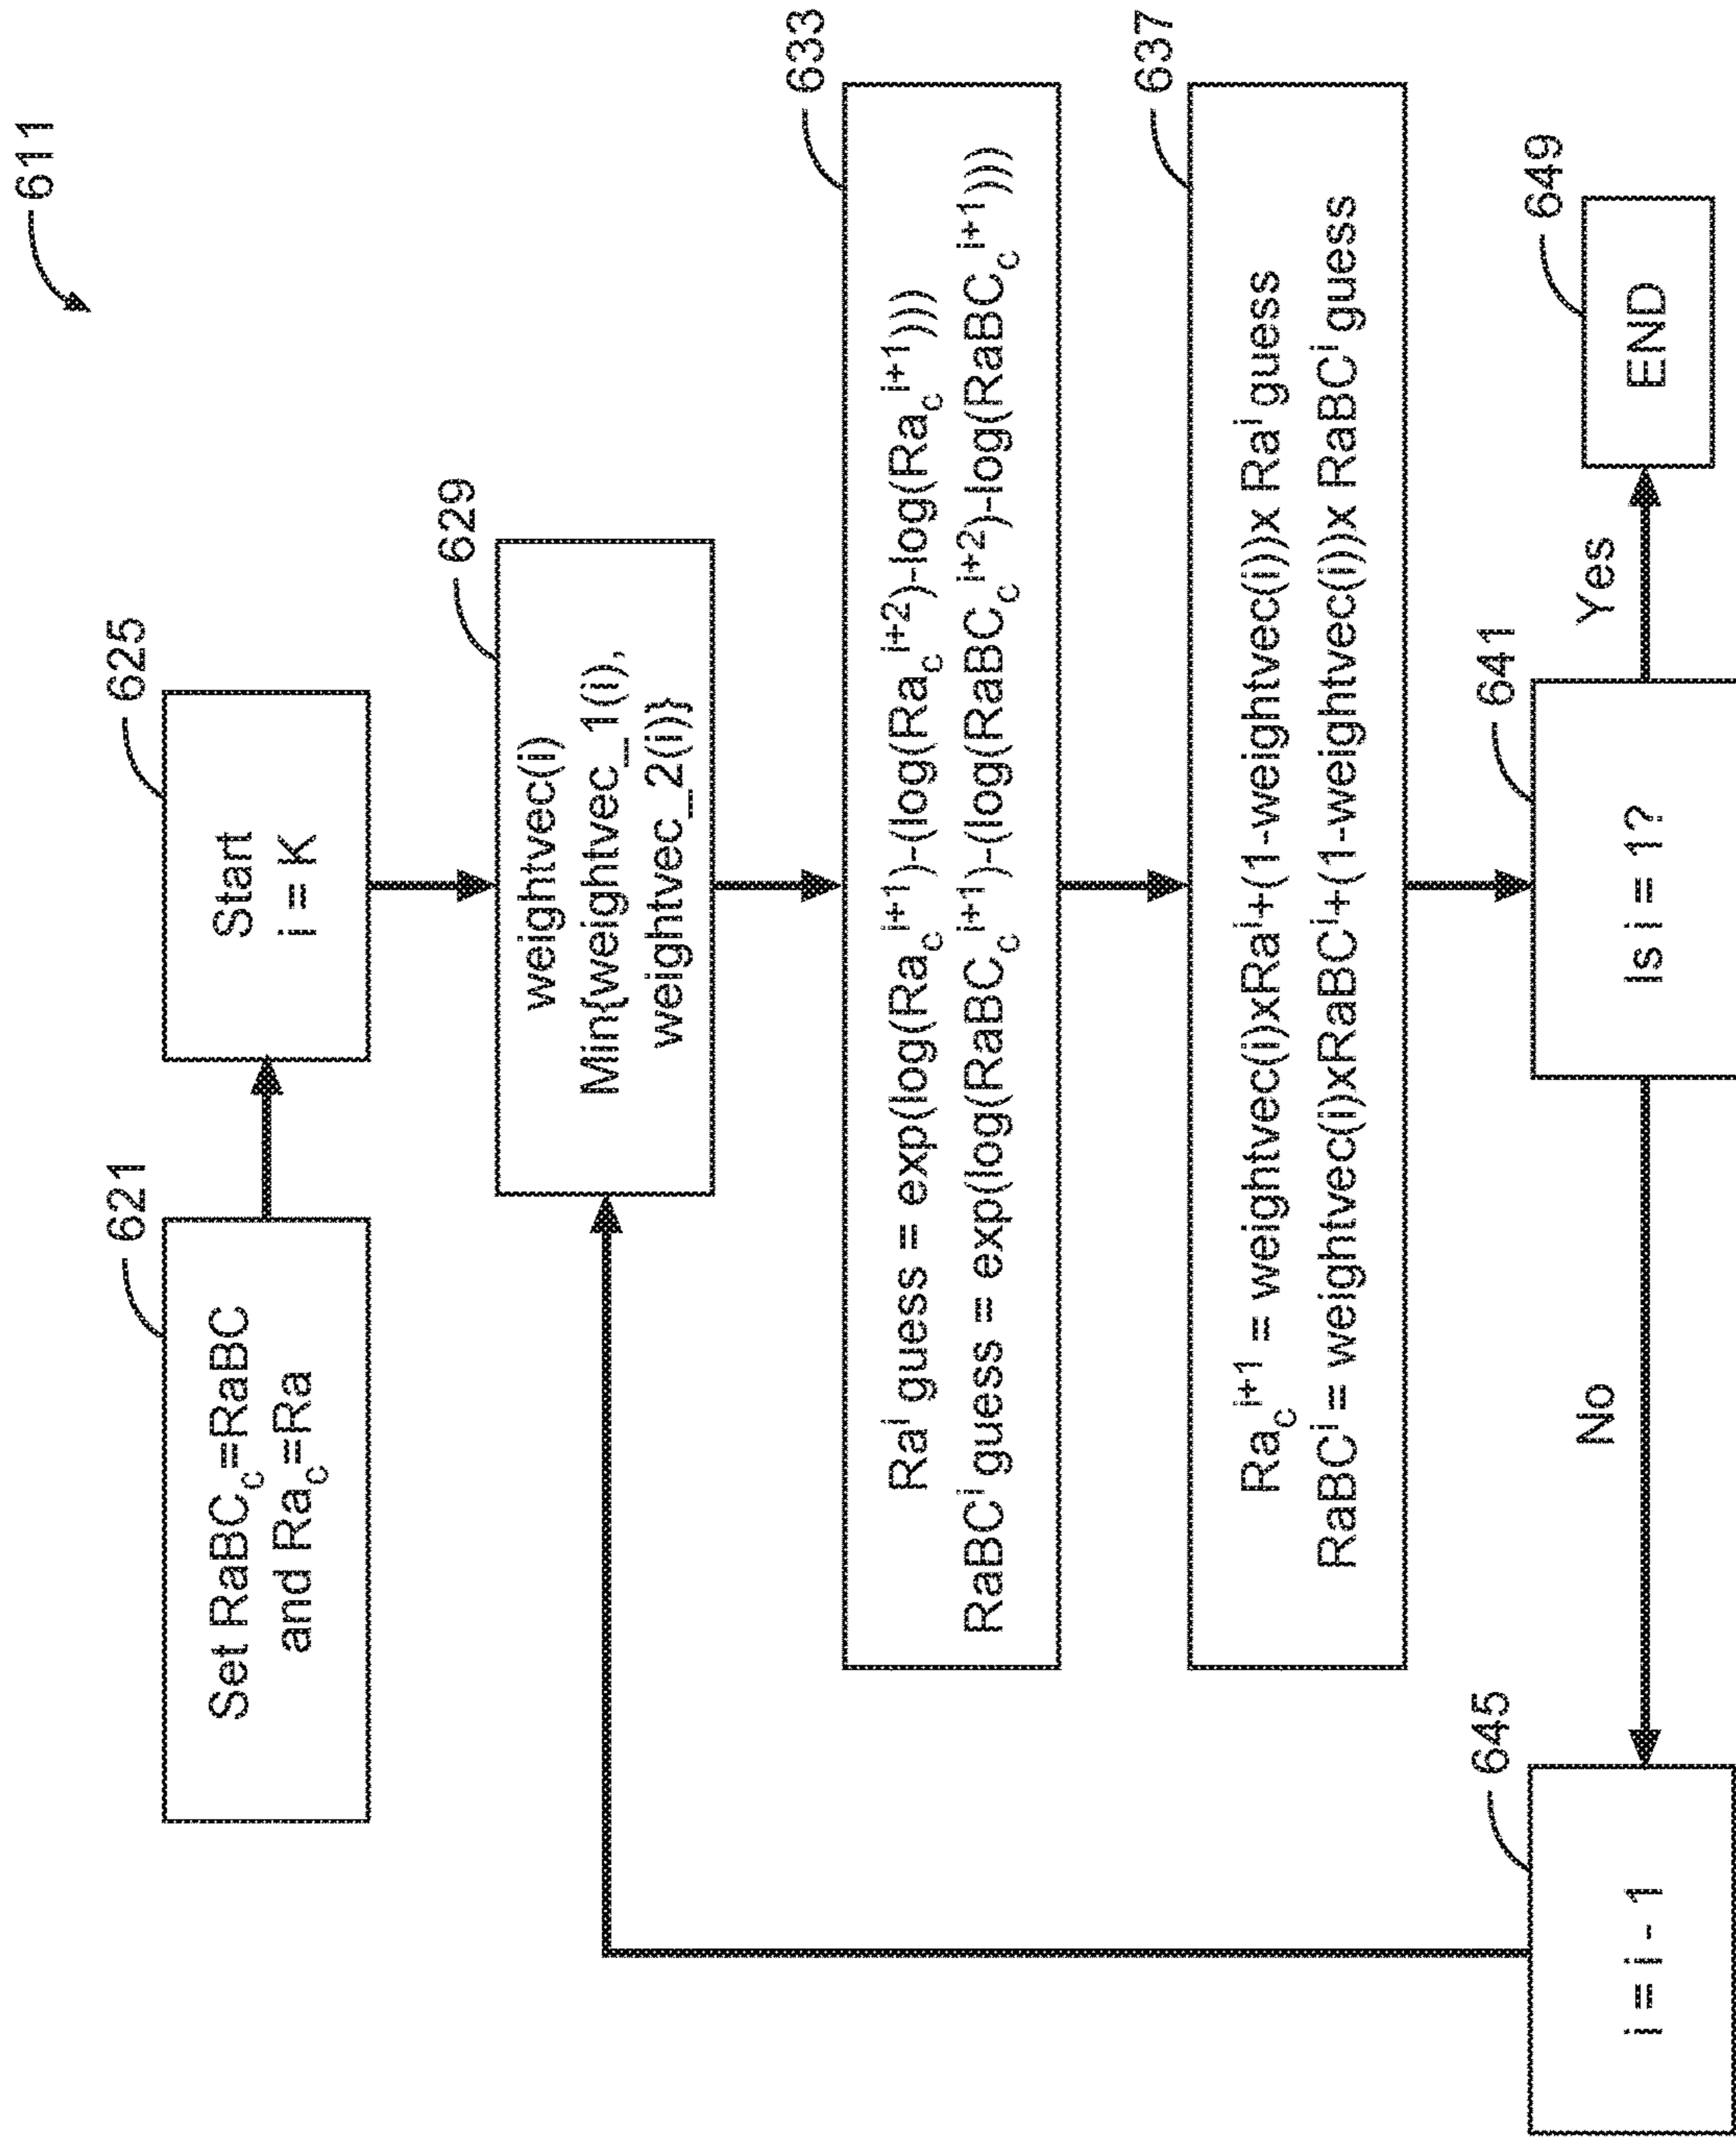 611
621
Set RaBC_c=RaBC
and Ra_c=Ra
625
Start
i = K
629
weightvec(i)
Min{weightvec_1(i),
weightvec_2(i)}
633
Ra^i guess = exp(log(Ra_c^i+1)-(log(Ra_c^i+2)-log(Ra_c^i+1)))
RaBC^i guess = exp(log(RaBC_c^i+1)-(log(RaBC_c^i+2)-log(RaBC_c^i+1)))
637
Ra_c^i+1 = weightvec(i)xRa^i+(1-weightvec(i))x Ra^i guess
RaBC^i = weightvec(i)xRaBC^i+(1-weightvec(i))x RaBC^i guess
641
Is i = 1?
Yes
649
END
No
645
i = i - 1